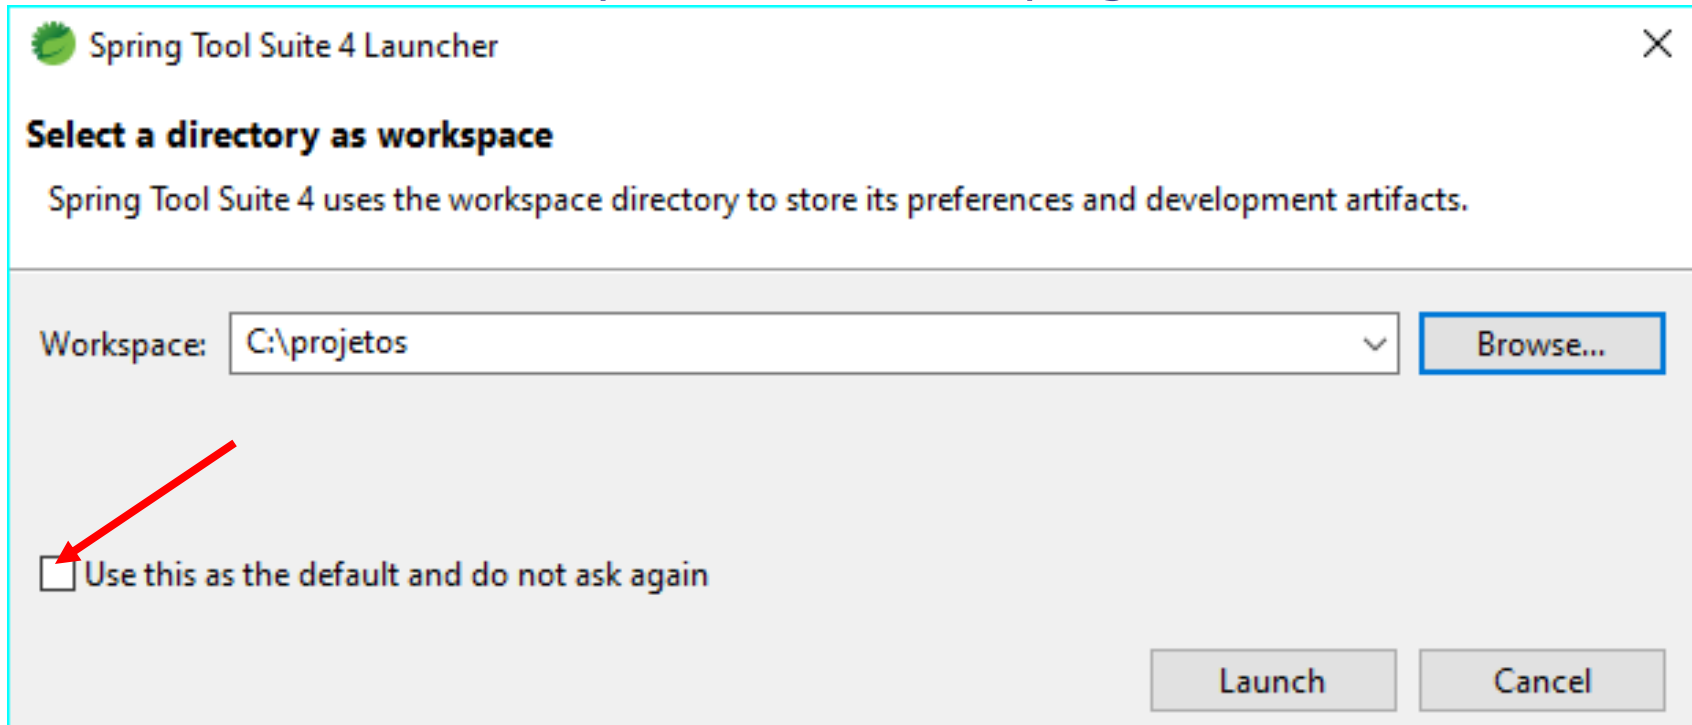 Spring Tool Suite 4 Launcher
Select a directory as workspace
Spring Tool Suite 4 uses the workspace directory to store its preferences and development artifacts.
Workspace: C:\projetos Browse...
Use this as the default and do not ask again
Launch Cancel